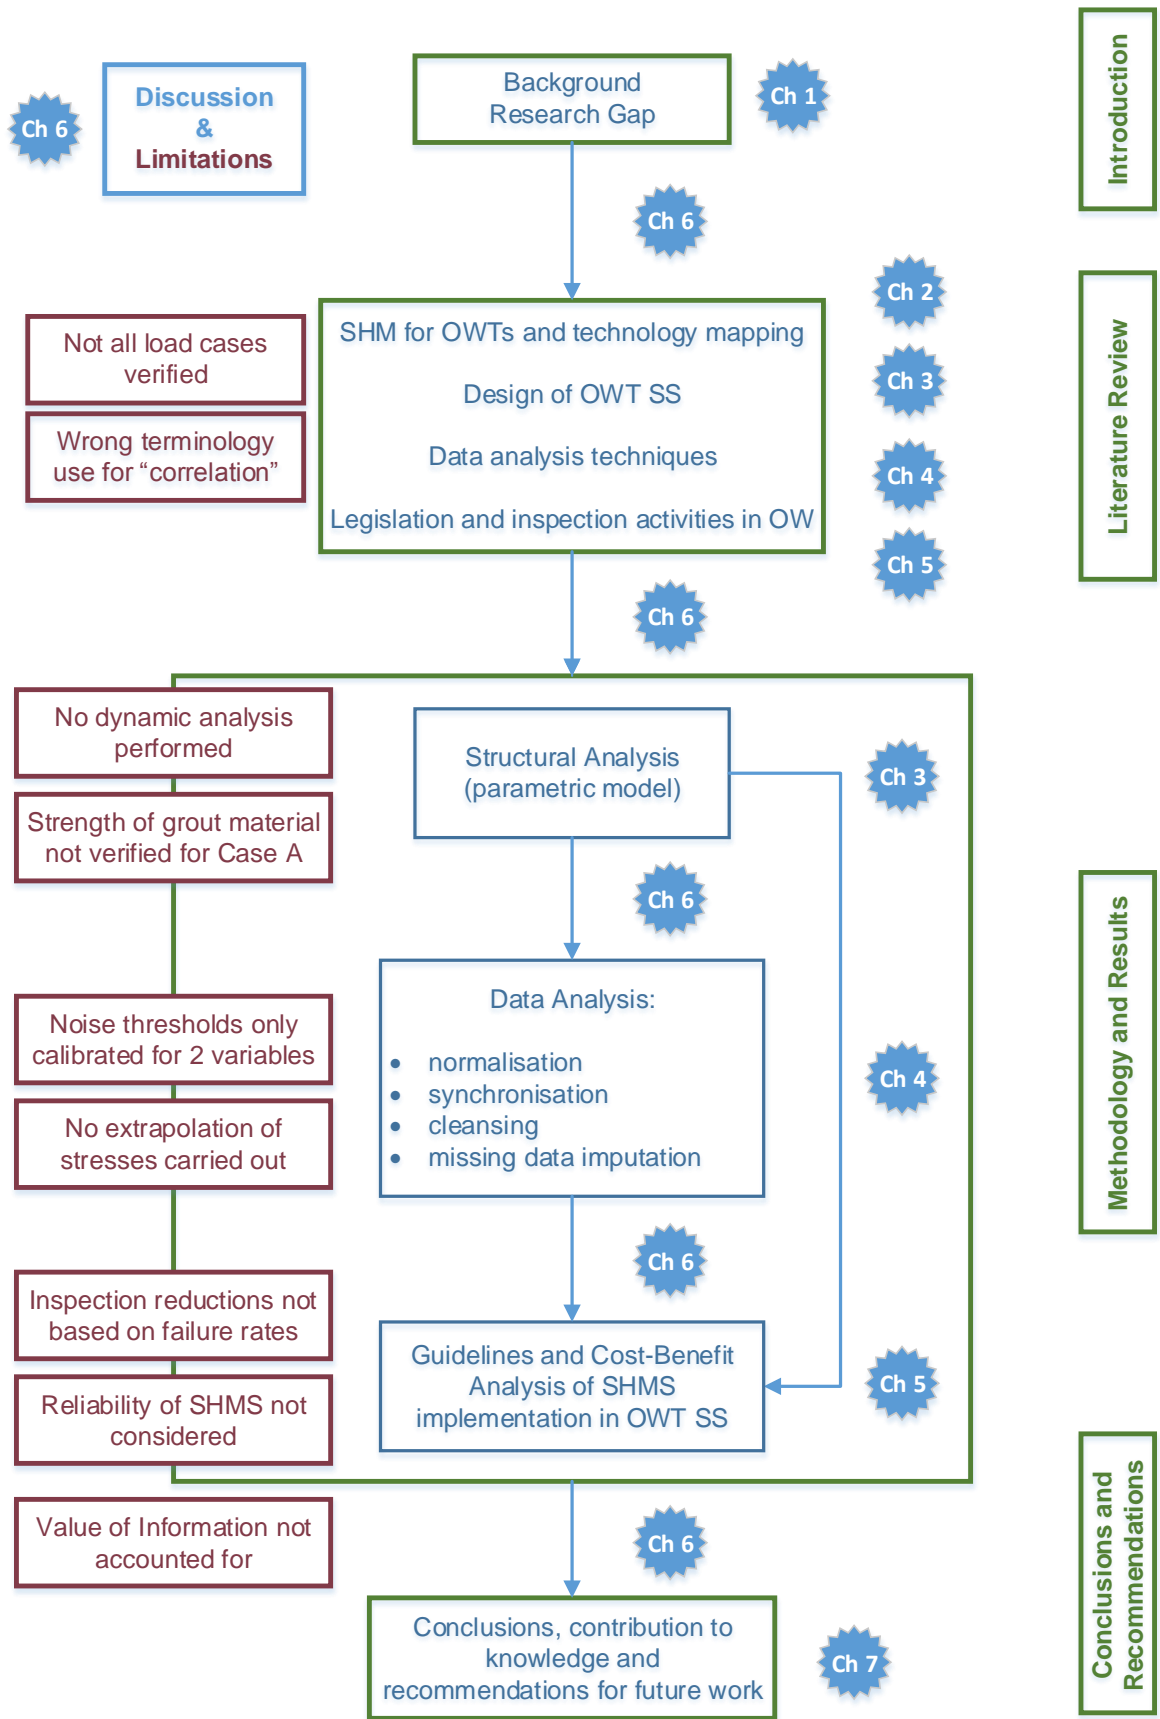 Ch 6
Discussion
&
Limitations
Background
Research Gap
Ch 1
Introduction
Ch 6
Not all load cases
verified
Wrong terminology
use for “correlation”
SHM for OWTs and technology mapping
Design of OWT SS
Data analysis techniques
Legislation and inspection activities in OW
Ch 2
Ch 3
Ch 4
Ch 5
Literature Review
Ch 6
No dynamic analysis
performed
Strength of grout material
not verified for Case A
Structural Analysis
(parametric model)
Ch 3
Ch 6
Noise thresholds only
calibrated for 2 variables
No extrapolation of
stresses carried out
Data Analysis:
• normalisation
• synchronisation
• cleansing
• missing data imputation
Ch 4
Methodology and Results
Ch 6
Inspection reductions not
based on failure rates
Reliability of SHMS not
considered
Guidelines and Cost-Benefit
Analysis of SHMS
implementation in OWT SS
Ch 5
Value of Information not
accounted for
Ch 6
Conclusions, contribution to
knowledge and
recommendations for future work
Ch 7
Conclusions and
Recommendations